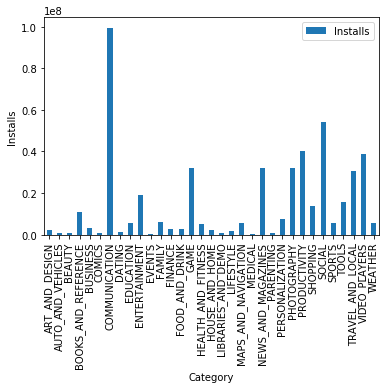 1e8
Installs
1.0
0.8
0.6
0.4
0.2
0.0
Installs
ART_AND_DESIGN
AUTO_AND_VEHICLES
BEAUTY
BOOKS_AND_REFERENCE
BUSINESS
COMICS
COMMUNICATION
DATING
EDUCATION
ENTERTAINMENT
EVENTS
FAMILY
FINANCE
FOOD_AND_DRINK
GAME
HEALTH_AND_FITNESS
HOUSE_AND_HOME
LIBRARIES_AND_DEMO
LIFESTYLE
MAPS_AND_NAVIGATION
MEDICAL
NEWS_AND_MAGAZINES
PARENTING
PERSONALIZATION
PHOTOGRAPHY
PRODUCTIVITY
SHOPPING
SOCIAL
SPORTS
TOOLS
TRAVEL_AND_LOCAL
VIDEO_PLAYERS
WEATHER
Category